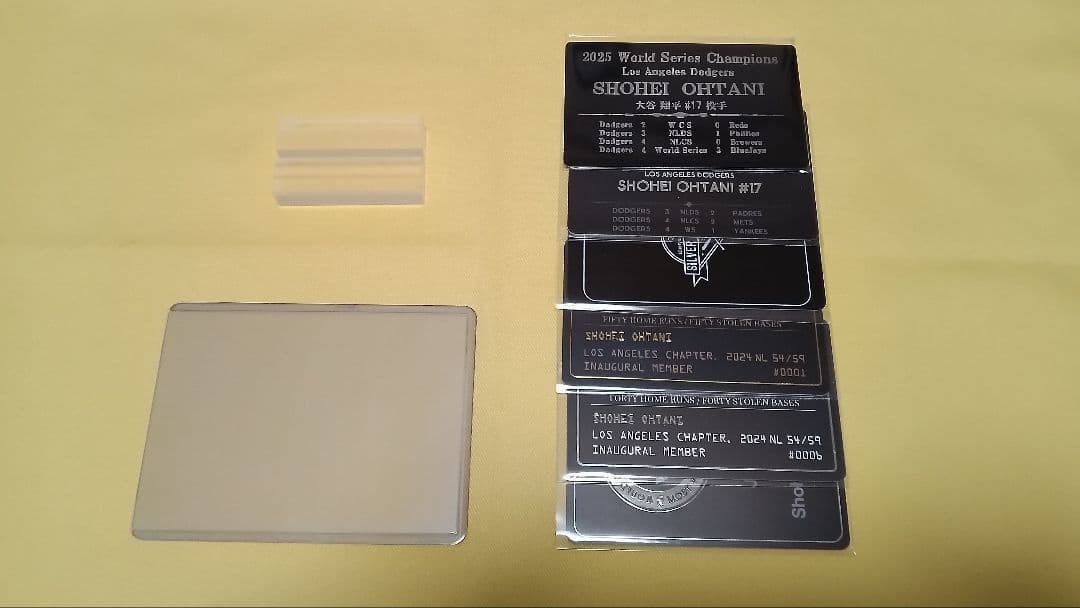 2025 World Series Champions
Los Angeles Dodgers
SHOHEI OHTANI
大谷 翔平 #17 投手
Dodgers 2 WCS 0 Reds
Dodgers 3 NLDS 1 Phillies
Dodgers 4 NLCS 0 Brewers
Dodgers 4 World Series 3 BlueJays
LOS ANGELES DODGERS
SHOHEI OHTANI #17
DODGERS 3 NLDS 2 PADRES
DODGERS 4 NLCS 2 METS
DODGERS 4 WS 1 YANKEES
SILVER
FIFTY HOME RUNS / FIFTY STOLEN BASES
SHOHEI OHTANI
LOS ANGELES CHAPTER, 2024 NL 54/59
INAUGURAL MEMBER #0001
FORTY HOME RUNS / FORTY STOLEN BASES
SHOHEI OHTANI
LOS ANGELES CHAPTER, 2024 NL 54/59
INAUGURAL MEMBER #0006
MOST
Shoh